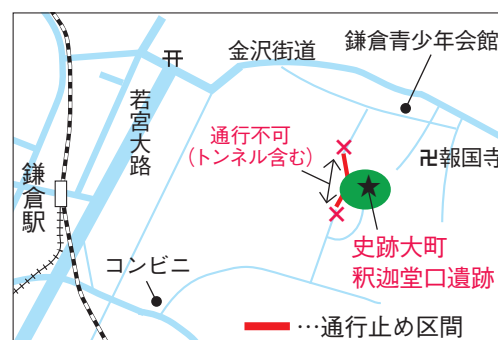 金沢街道
鎌倉青少年会館
若宮大路
通行不可
(トンネル含む)
卍報国寺
鎌倉駅
史跡大町
釈迦堂口遺跡
コンビニ
…通行止め区間